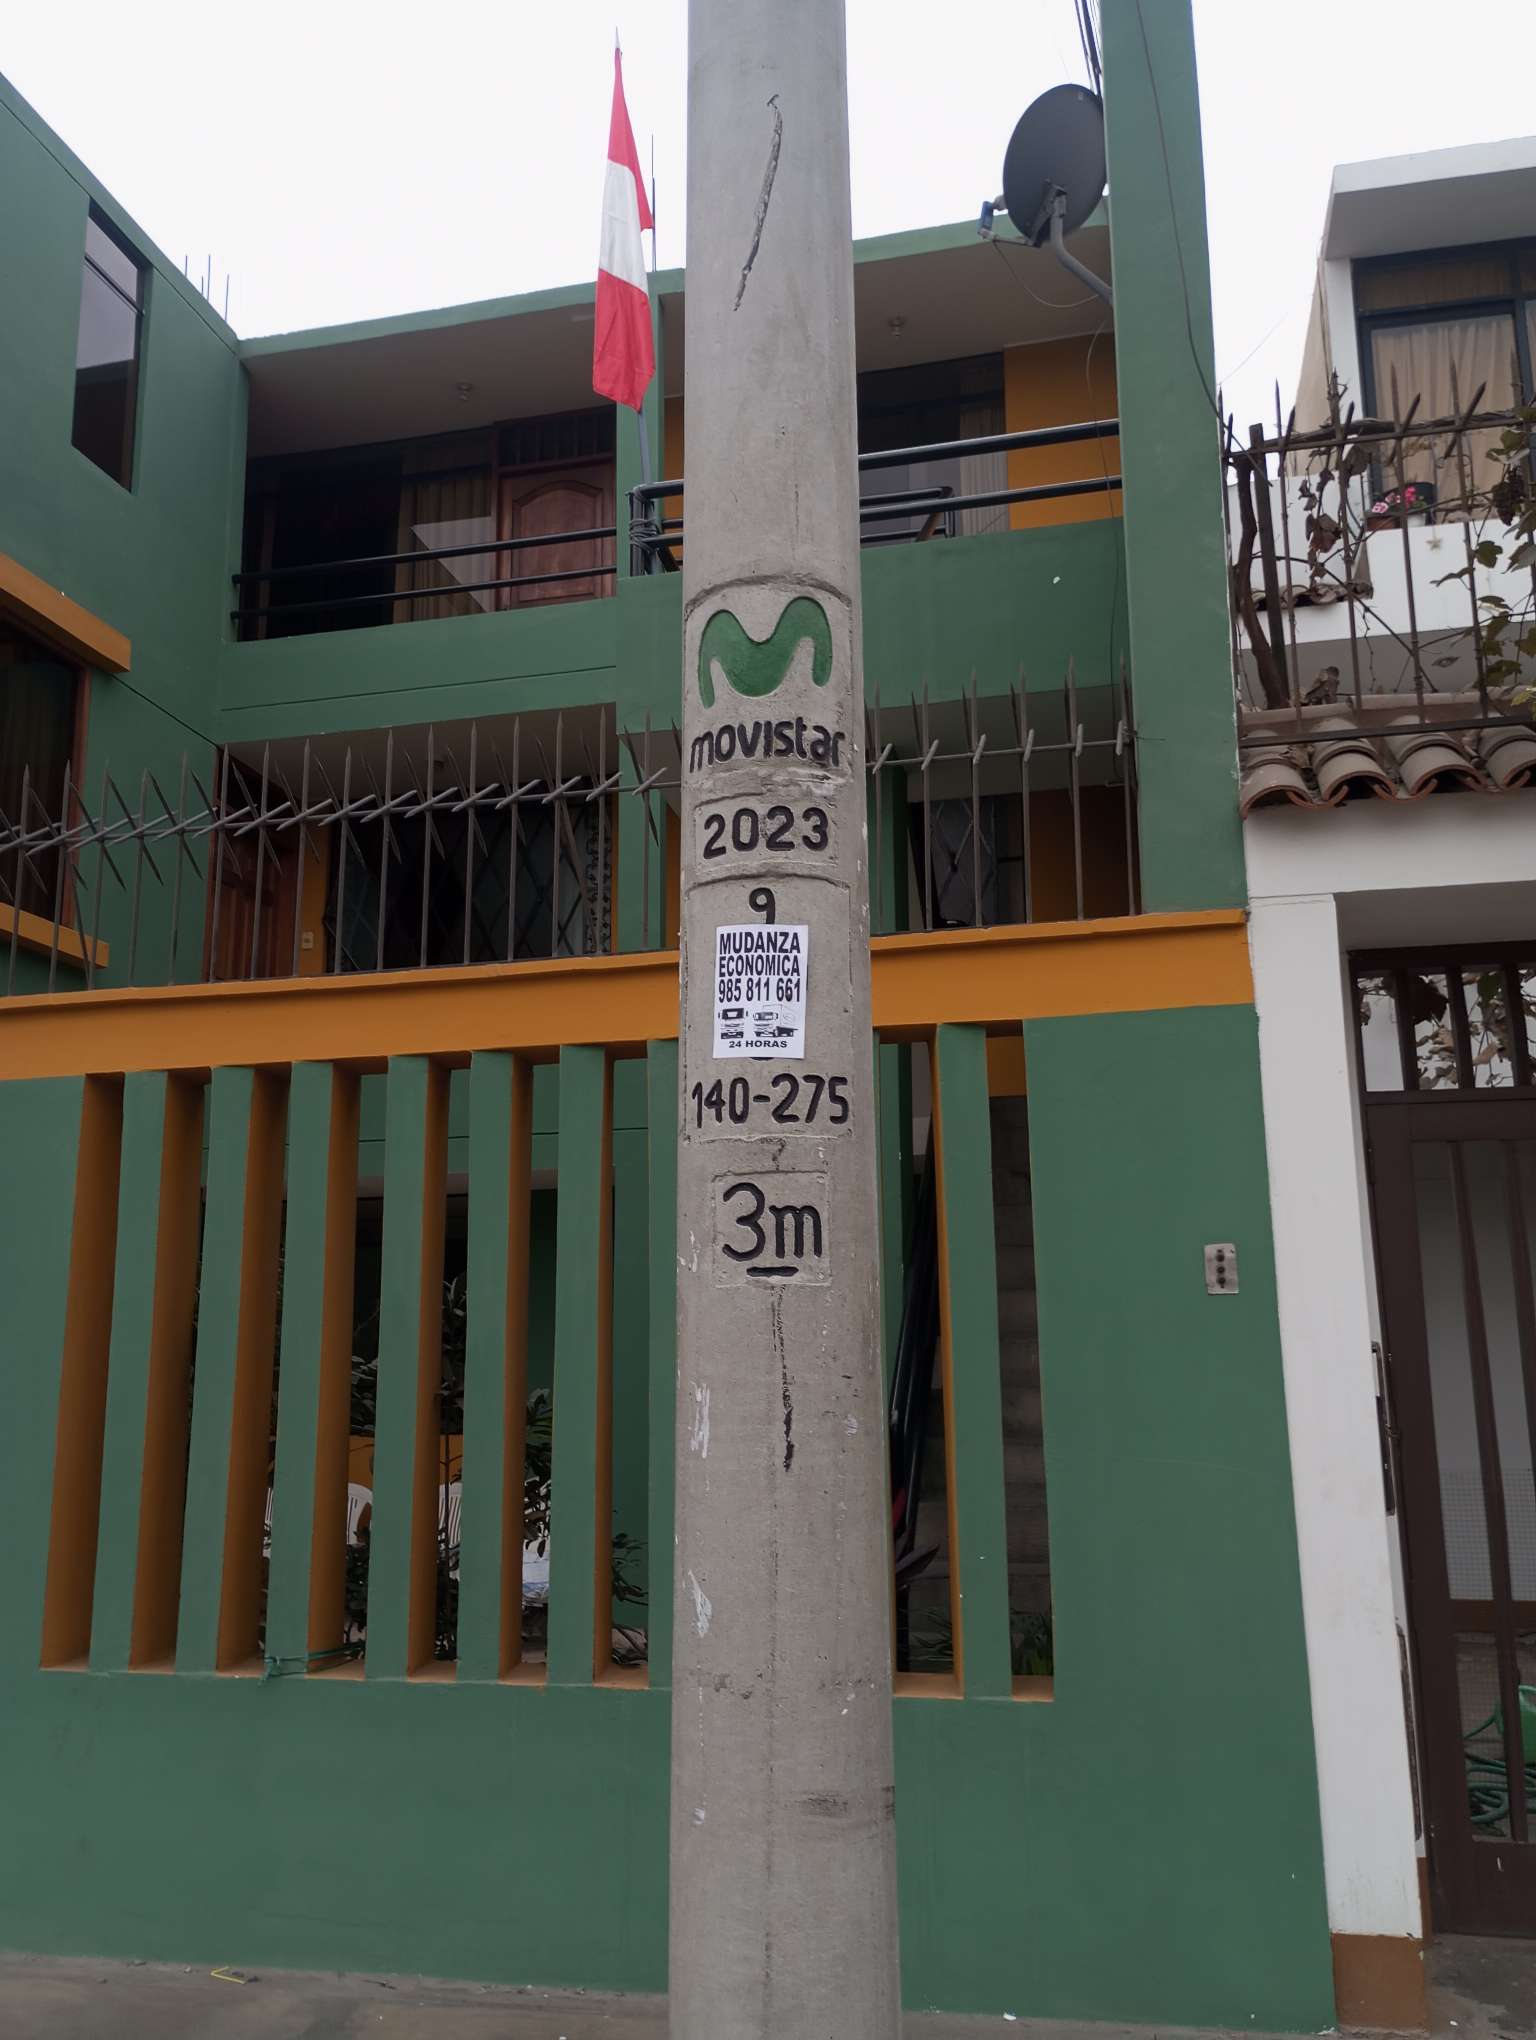 movistar
2023
9
MUDANZA
ECONOMICA
985 811 661
24 HORAS
140-275
3m